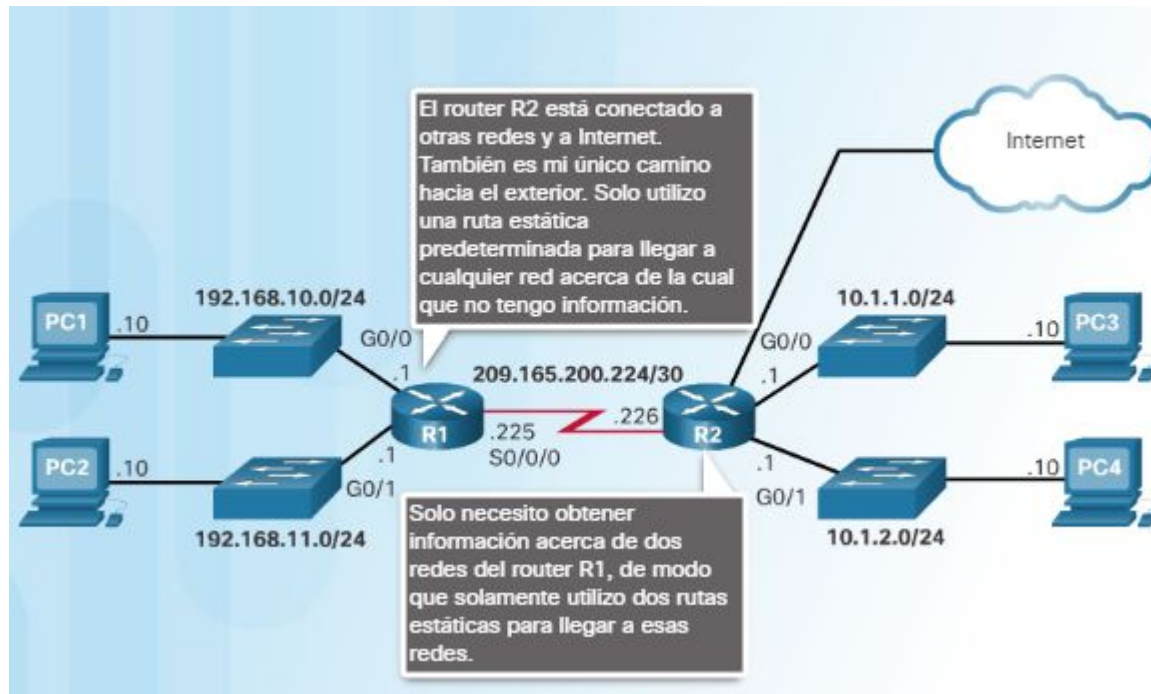 El router R2 está conectado a
otras redes y a Internet.
También es mi único camino
hacia el exterior. Solo utilizo
una ruta estática
predeterminada para llegar a
cualquier red acerca de la cual
que no tengo información.
Internet
192.168.10.0/24
10.1.1.0/24
PC1
.10
G0/0
.1
209.165.200.224/30
G0/0
.1
.10
PC3
R1
.225
S0/0/0
.226
R2
PC2
.10
.1
G0/1
192.168.11.0/24
.1
G0/1
.10
PC4
10.1.2.0/24
Solo necesito obtener
información acerca de dos
redes del router R1, de modo
que solamente utilizo dos rutas
estáticas para llegar a esas
redes.